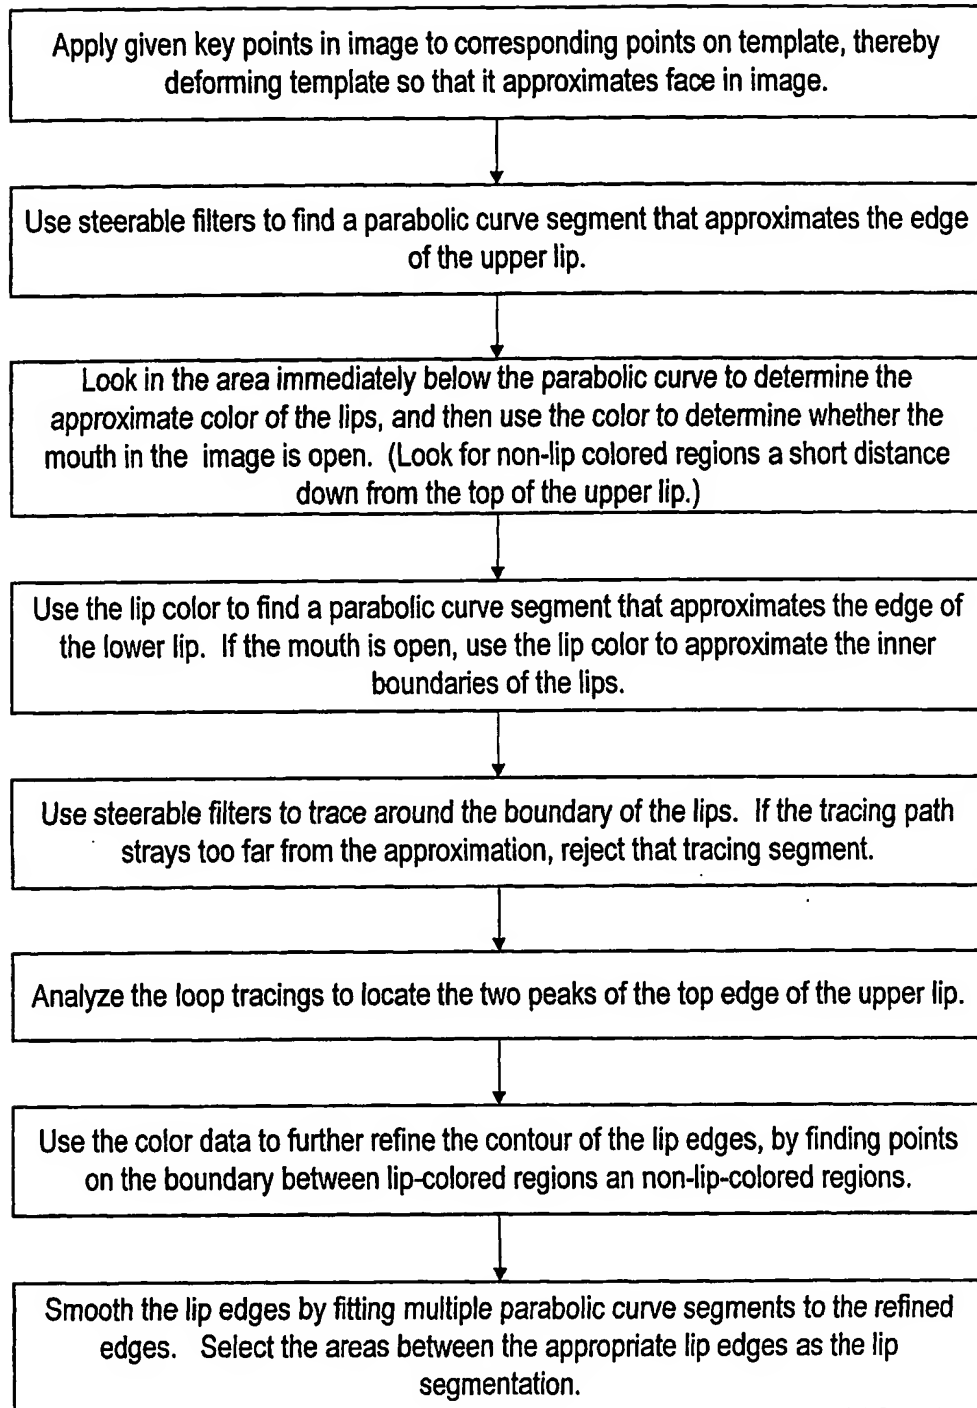 Apply given key points in image to corresponding points on template, thereby
deforming template so that it approximates face in image.
Use steerable filters to find a parabolic curve segment that approximates the edge
of the upper lip.
Look in the area immediately below the parabolic curve to determine the
approximate color of the lips, and then use the color to determine whether the
mouth in the image is open. (Look for non-lip colored regions a short distance
down from the top of the upper lip.)
Use the lip color to find a parabolic curve segment that approximates the edge of
the lower lip. If the mouth is open, use the lip color to approximate the inner
boundaries of the lips.
Use steerable filters to trace around the boundary of the lips. If the tracing path
strays too far from the approximation, reject that tracing segment.
Analyze the loop tracings to locate the two peaks of the top edge of the upper lip.
Use the color data to further refine the contour of the lip edges, by finding points
on the boundary between lip-colored regions an non-lip-colored regions.
Smooth the lip edges by fitting multiple parabolic curve segments to the refined
edges. Select the areas between the appropriate lip edges as the lip
segmentation.